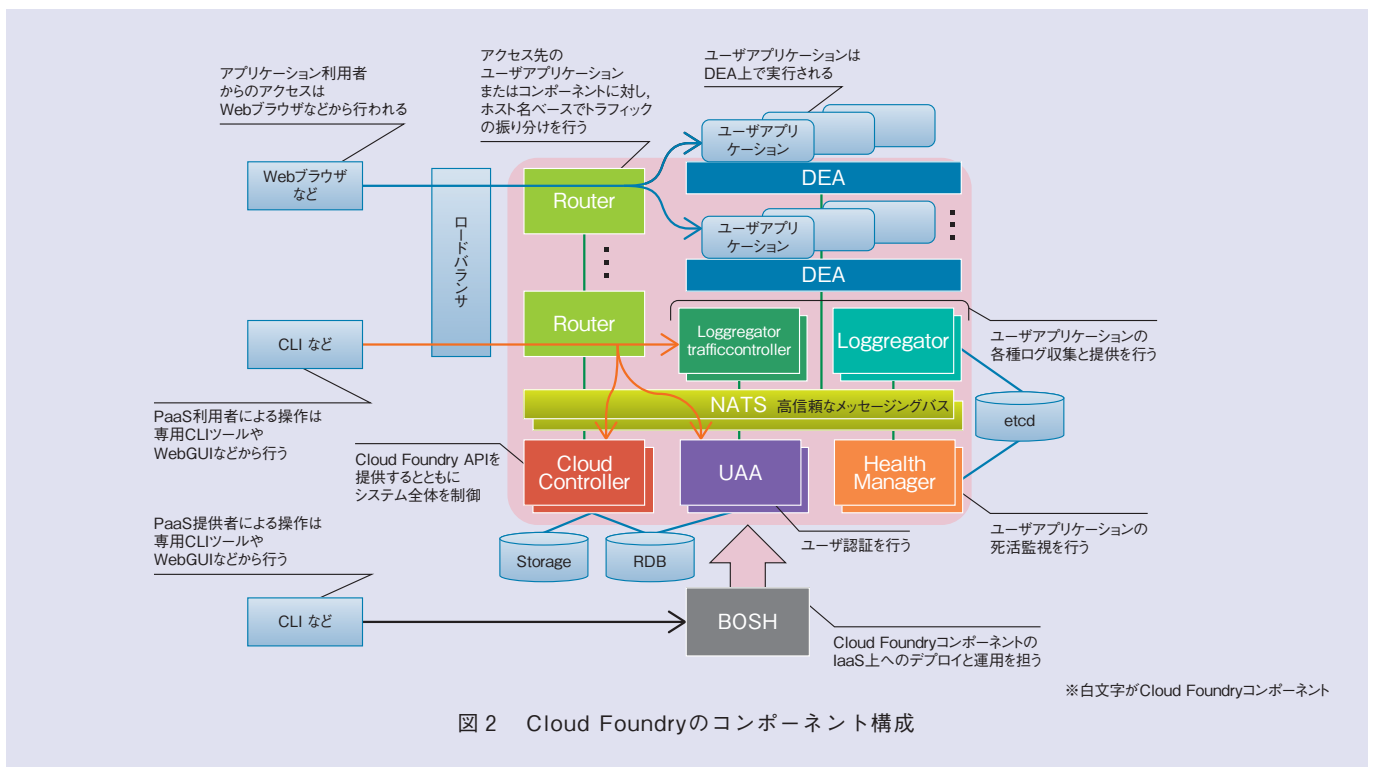 アプリケーション利用者
からのアクセスは
Webブラウザなどから行われる
アクセス先の
ユーザアプリケーション
またはコンポーネントに対し，
ホスト名ベースでトラフィック
の振り分けを行う
ユーザアプリケーションは
DEA上で実行される
Webブラウザ
など
ロードバランサ
Router
ユーザアプリ
ケーション
DEA
ユーザアプリ
ケーション
DEA
CLI など
Router
Loggregator
trafficcontroller
Loggregator
ユーザアプリケーションの
各種ログ収集と提供を行う
NATS 高信頼なメッセージングバス
etcd
PaaS利用者による操作は
専用CLIツールや
WebGUIなどから行う
Cloud Foundry APIを
提供するとともに
システム全体を制御
Cloud
Controller
UAA
Health
Manager
PaaS提供者による操作は
専用CLIツールや
WebGUIなどから行う
Storage
RDB
ユーザ認証を行う
ユーザアプリケーションの
死活監視を行う
CLI など
BOSH
Cloud Foundryコンポーネントの
IaaS上へのデプロイと運用を担う
※白文字がCloud Foundryコンポーネント
図2 Cloud Foundryのコンポーネント構成